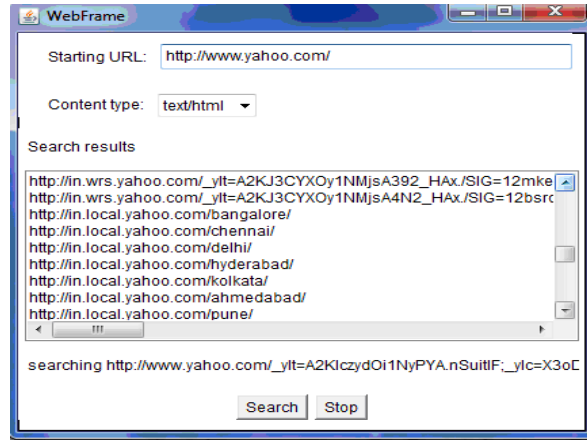 WebFrame
Starting URL: http://www.yahoo.com/
Content type: text/html
Search results
http://in.wrs.yahoo.com/_ylt=A2KJ3CYXOy1NMjsA392_HAx./SIG=12mke
http://in.wrs.yahoo.com/_ylt=A2KJ3CYXOy1NMjsA4N2_HAx./SIG=12bsrc
http://in.local.yahoo.com/bangalore/
http://in.local.yahoo.com/chennai/
http://in.local.yahoo.com/delhi/
http://in.local.yahoo.com/hyderabad/
http://in.local.yahoo.com/kolkata/
http://in.local.yahoo.com/ahmedabad/
http://in.local.yahoo.com/pune/
searching http://www.yahoo.com/_ylt=A2KIczydOi1NyPYA.nSuitIF;_ylc=X3oD
Search Stop